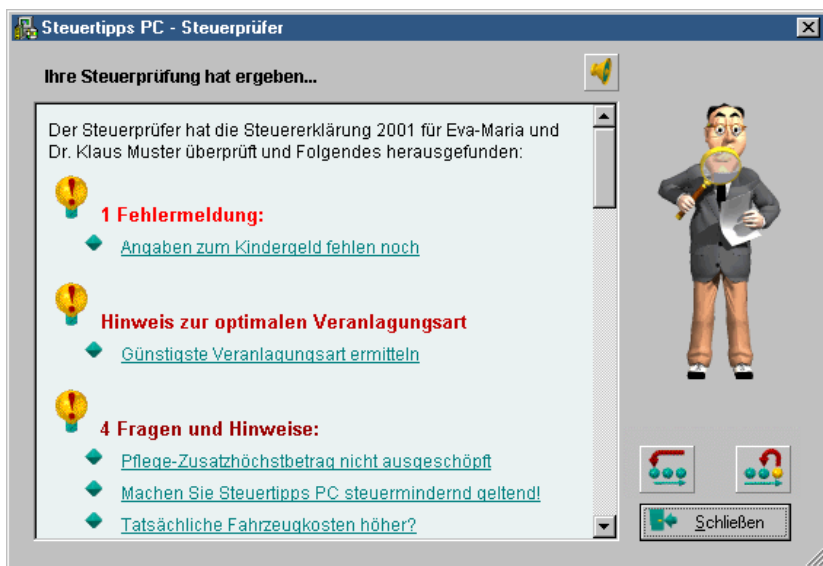 Steuertipps PC - Steuerprüfer
Ihre Steuerprüfung hat ergeben...
Der Steuerprüfer hat die Steuererklärung 2001 für Eva-Maria und
Dr. Klaus Muster überprüft und Folgendes herausgefunden:
1 Fehlermeldung:
Angaben zum Kindergeld fehlen noch
Hinweis zur optimalen Veranlagungsart
Günstigste Veranlagungsart ermitteln
4 Fragen und Hinweise:
Pflege-Zusatzhöchstbetrag nicht ausgeschöpft
Machen Sie Steuertipps PC steuermindernd geltend!
Tatsächliche Fahrzeugkosten höher?
Schließen